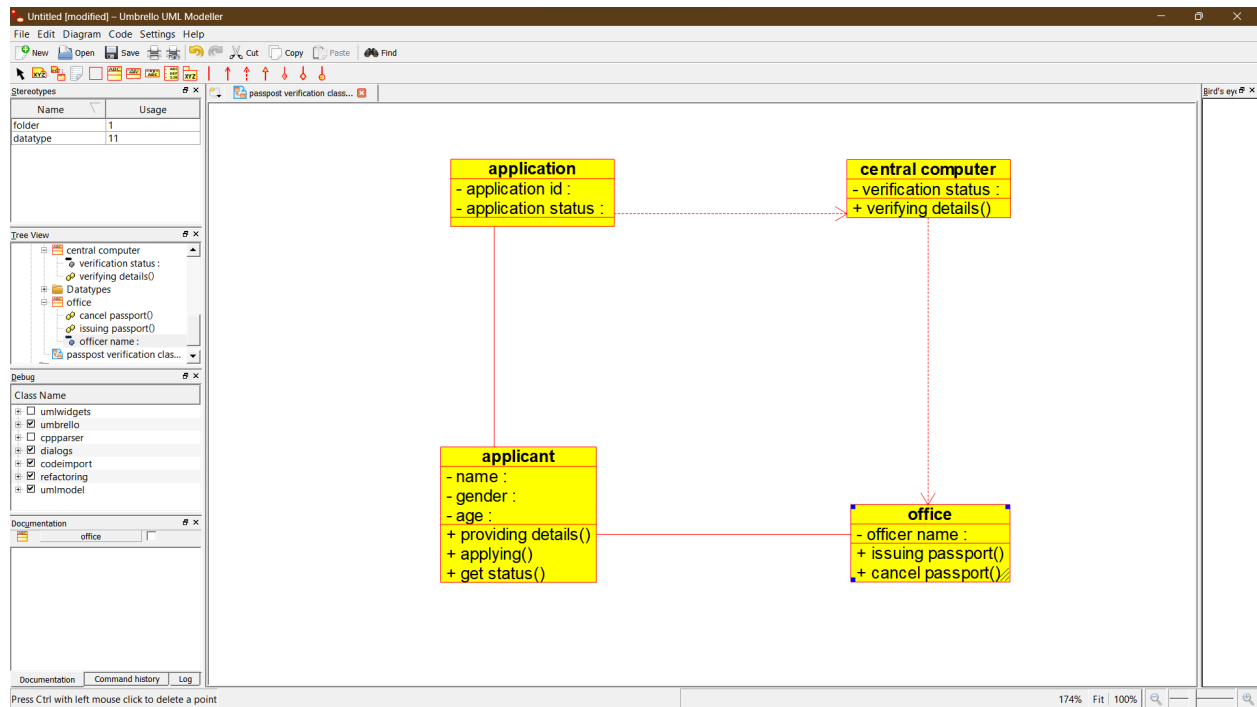 Untitled [modified] – Umbrello UML Modeller
File Edit Diagram Code Settings Help
New Open Save Cut Copy Paste Find
Stereotypes
Name Usage
folder 1
datatype 11
Tree View
central computer
verification status :
verifying details()
Datatypes
office
cancel passport()
issuing passport()
officer name :
passpost verification clas...
Debug
Class Name
umlwidgets
umbrello
cppparser
dialogs
codeimport
refactoring
umlmodel
Documentation
office
Documentation Command history Log
Press Ctrl with left mouse click to delete a point
passpost verification class...
application
- application id :
- application status :
central computer
- verification status :
+ verifying details()
applicant
- name :
- gender :
- age :
+ providing details()
+ applying()
+ get status()
office
- officer name :
+ issuing passport()
+ cancel passport()
Bird's eye
174% Fit 100%